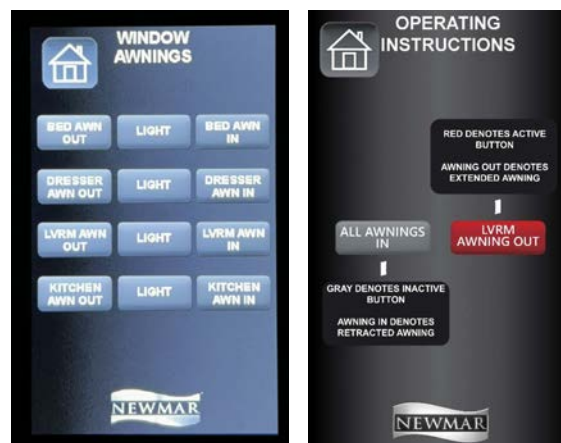 WINDOW
AWNINGS
BED AWN
OUT
LIGHT
BED AWN
IN
DRESSER
AWN OUT
LIGHT
DRESSER
AWN IN
LVRM AWN
OUT
LIGHT
LVRM AWN
IN
KITCHEN
AWN OUT
LIGHT
KITCHEN
AWN IN
NEWMAR
OPERATING
INSTRUCTIONS
RED DENOTES ACTIVE
BUTTON
AWNING OUT DENOTES
EXTENDED AWNING
ALL AWNINGS
IN
LVRM
AWNING OUT
GRAY DENOTES INACTIVE
BUTTON
AWNING IN DENOTES
RETRACTED AWNING
NEWMAR